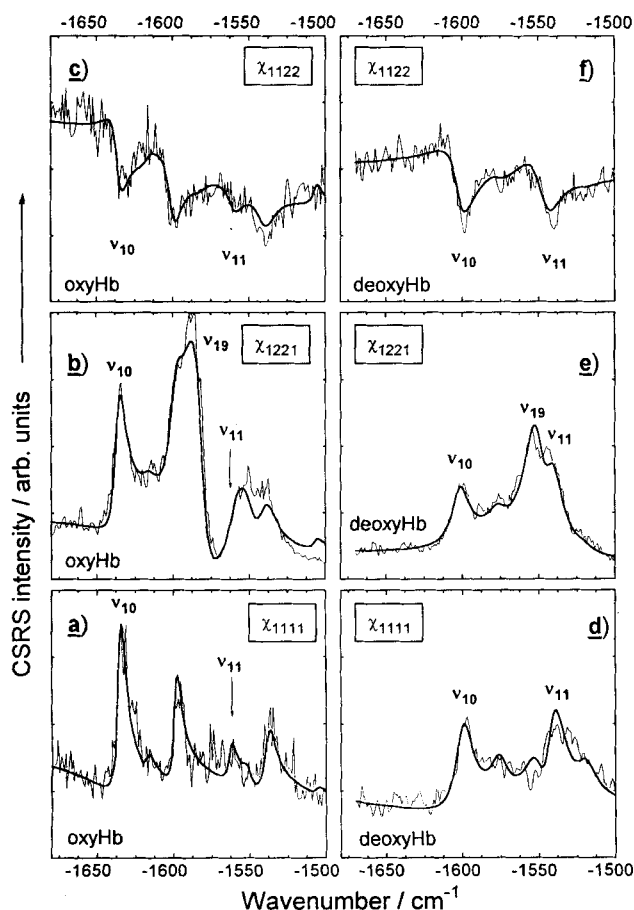 -1650 -1600 -1550 -1500 -1650 -1600 -1550 -1500
c) χ1122 ν10 ν11 oxyHb
f) χ1122 ν10 ν11 deoxyHb
b) χ1221 ν10 ν19 ν11 oxyHb
e) χ1221 ν10 ν19 ν11 deoxyHb
a) χ1111 ν10 ν11 oxyHb
d) χ1111 ν10 ν11 deoxyHb
CSRS intensity / arb. units
-1650 -1600 -1550 -1500 -1650 -1600 -1550 -1500
Wavenumber / cm⁻¹